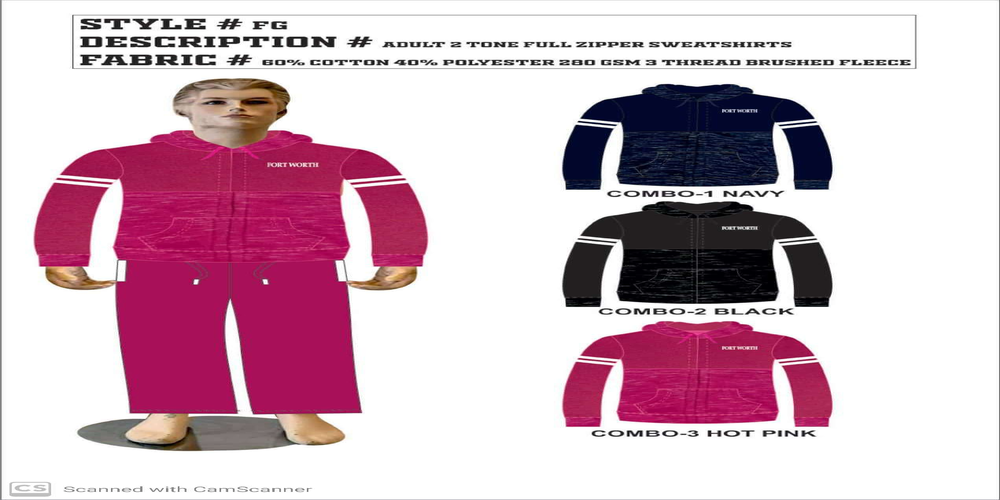 STYLE # FG
DESCRIPTION # ADULT 2 TONE FULL ZIPPER SWEATSHIRTS
FABRIC # 60% COTTON 40% POLYESTER 280 GSM 3 THREAD BRUSHED FLEECE
FORT WORTH
FORT WORTH
COMBO-1 NAVY
FORT WORTH
COMBO-2 BLACK
FORT WORTH
COMBO-3 HOT PINK
CS Scanned with CamScanner